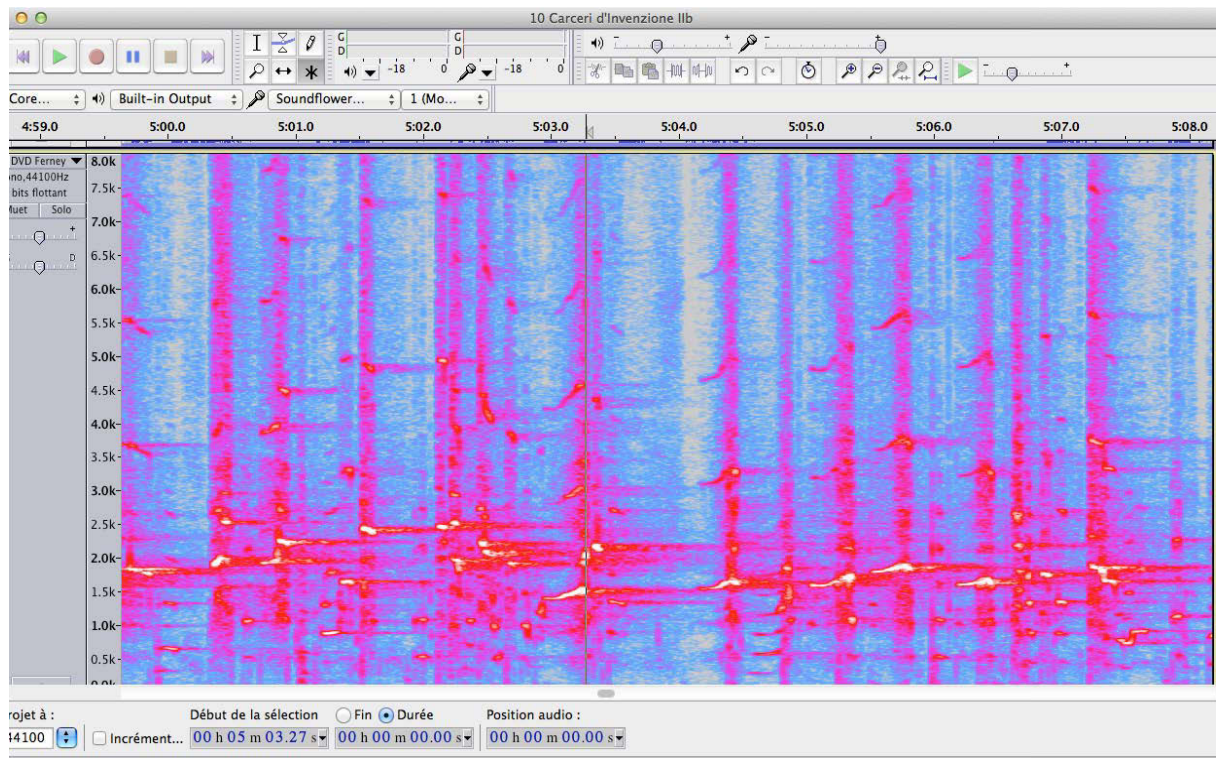 10 Carceri d'Invenzione IIb
G G
D D
-18 0 -18 0
Core... Built-in Output Soundflower... 1 (Mo...
4:59.0 5:00.0 5:01.0 5:02.0 5:03.0 5:04.0 5:05.0 5:06.0 5:07.0 5:08.0
DVD Ferney 8.0k
no,44100Hz
bits flottant 7.5k
Muet Solo
7.0k
6.5k
D
6.0k
5.5k
5.0k
4.5k
4.0k
3.5k
3.0k
2.5k
2.0k
1.5k
1.0k
0.5k
0.0k
rojet à : Début de la sélection Fin Durée Position audio :
44100 Incrément... 00 h 05 m 03.27 s 00 h 00 m 00.00 s 00 h 00 m 00.00 s